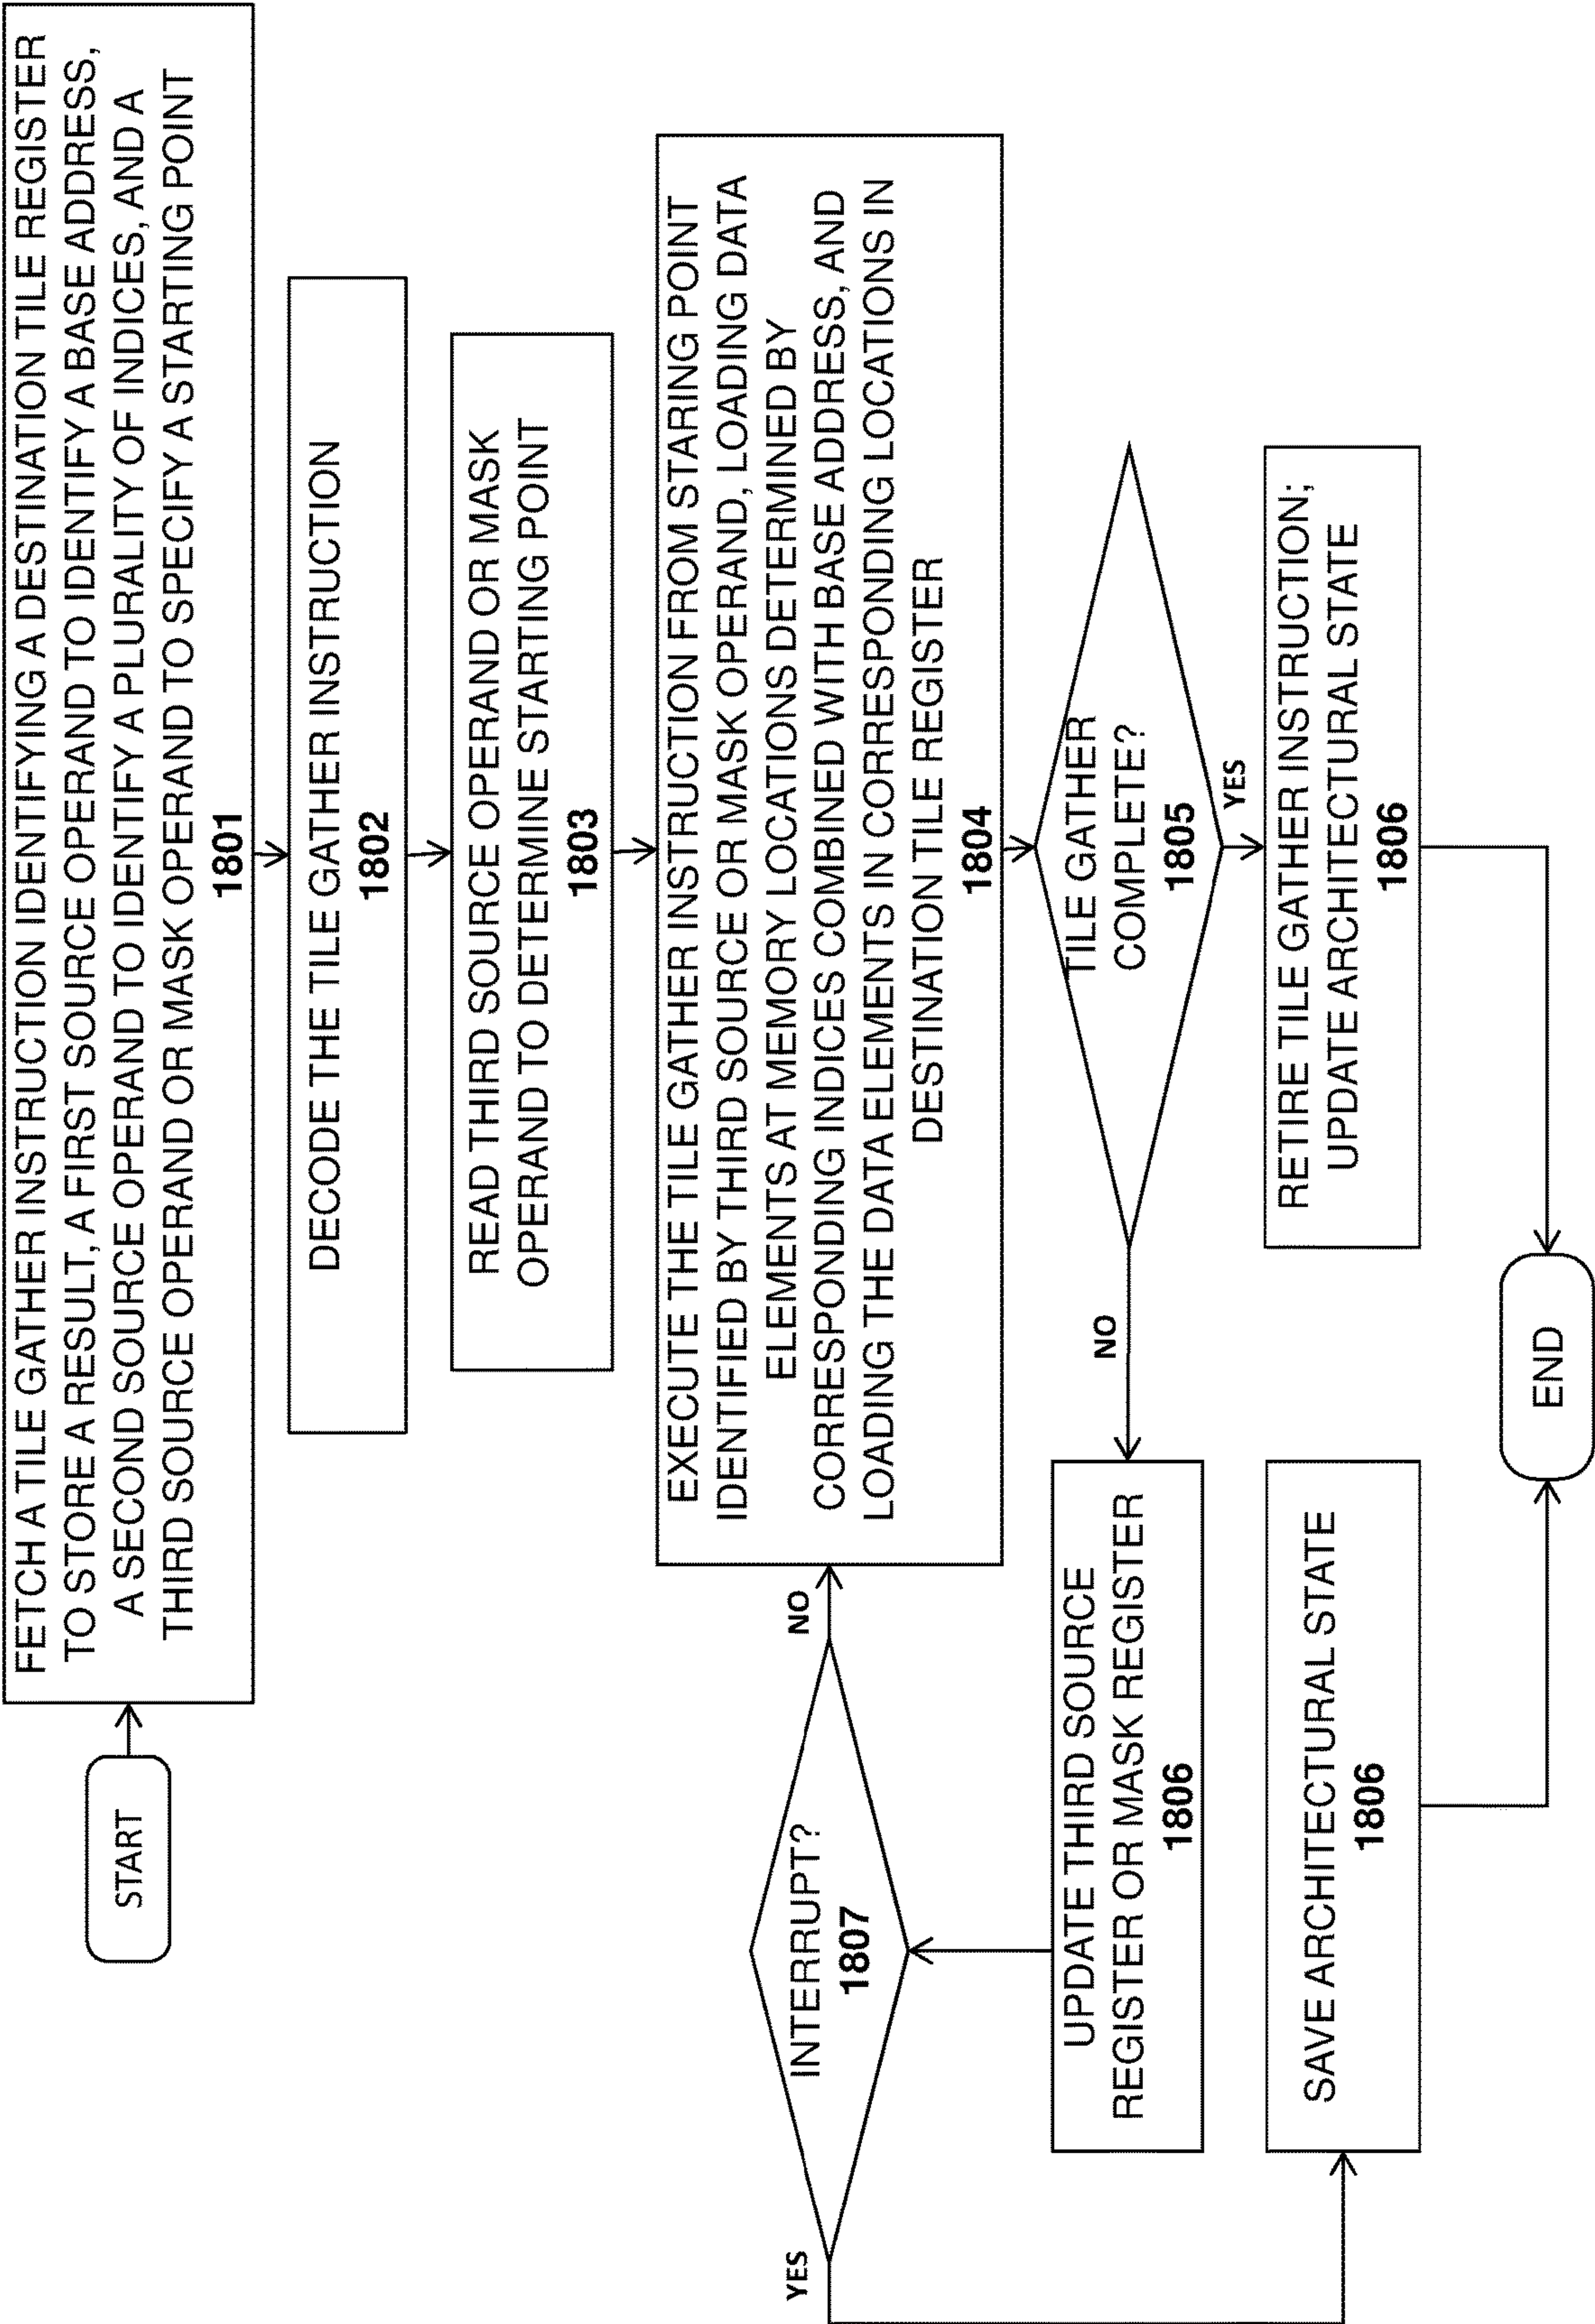 START
FETCH A TILE GATHER INSTRUCTION IDENTIFYING A DESTINATION TILE REGISTER
TO STORE A RESULT, A FIRST SOURCE OPERAND TO IDENTIFY A BASE ADDRESS,
A SECOND SOURCE OPERAND TO IDENTIFY A PLURALITY OF INDICES, AND A
THIRD SOURCE OPERAND OR MASK OPERAND TO SPECIFY A STARTING POINT
1801
DECODE THE TILE GATHER INSTRUCTION
1802
READ THIRD SOURCE OPERAND OR MASK
OPERAND TO DETERMINE STARTING POINT
1803
EXECUTE THE TILE GATHER INSTRUCTION FROM STARING POINT
IDENTIFIED BY THIRD SOURCE OR MASK OPERAND, LOADING DATA
ELEMENTS AT MEMORY LOCATIONS DETERMINED BY
CORRESPONDING INDICES COMBINED WITH BASE ADDRESS, AND
LOADING THE DATA ELEMENTS IN CORRESPONDING LOCATIONS IN
DESTINATION TILE REGISTER
1804
TILE GATHER
COMPLETE?
1805
YES
NO
RETIRE TILE GATHER INSTRUCTION;
UPDATE ARCHITECTURAL STATE
1806
UPDATE THIRD SOURCE
REGISTER OR MASK REGISTER
1806
INTERRUPT?
1807
NO
YES
SAVE ARCHITECTURAL STATE
1806
END